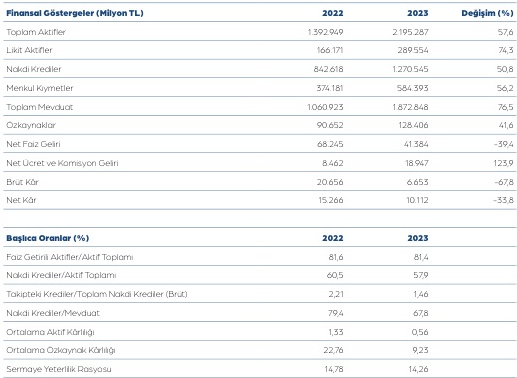 Finansal Göstergeler (Milyon TL) 2022 2023 Değişim (%)
Toplam Aktifler 1.392.949 2.195.287 57,6
Likit Aktifler 166.171 289.554 74,3
Nakdi Krediler 842.618 1.270.545 50,8
Menkul Kıymetler 374.181 584.393 56,2
Toplam Mevduat 1.060.923 1.872.848 76,5
Özkaynaklar 90.652 128.406 41,6
Net Faiz Geliri 68.245 41.384 -39,4
Net Ücret ve Komisyon Geliri 8.462 18.947 123,9
Brüt Kâr 20.656 6.653 -67,8
Net Kâr 15.266 10.112 -33,8
Başlıca Oranlar (%) 2022 2023
Faiz Getirili Aktifler/Aktif Toplamı 81,6 81,4
Nakdi Krediler/Aktif Toplamı 60,5 57,9
Takipteki Krediler/Toplam Nakdi Krediler (Brüt) 2,21 1,46
Nakdi Krediler/Mevduat 79,4 67,8
Ortalama Aktif Kârlılığı 1,33 0,56
Ortalama Özkaynak Kârlılığı 22,76 9,23
Sermaye Yeterlilik Rasyosu 14,78 14,26